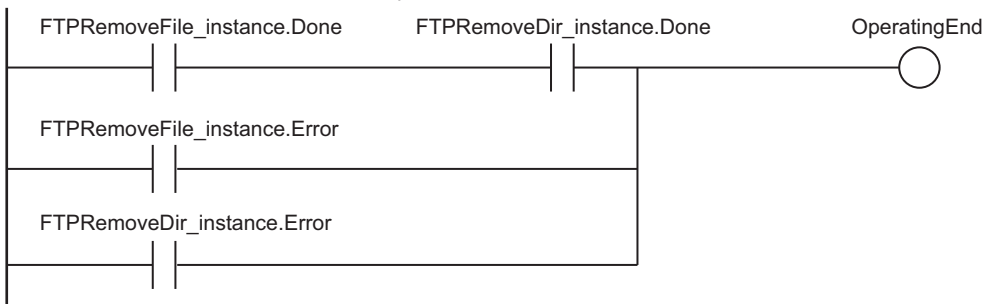 FTPRemoveFile_instance.Done FTPRemoveDir_instance.Done OperatingEnd
FTPRemoveFile_instance.Error
FTPRemoveDir_instance.Error